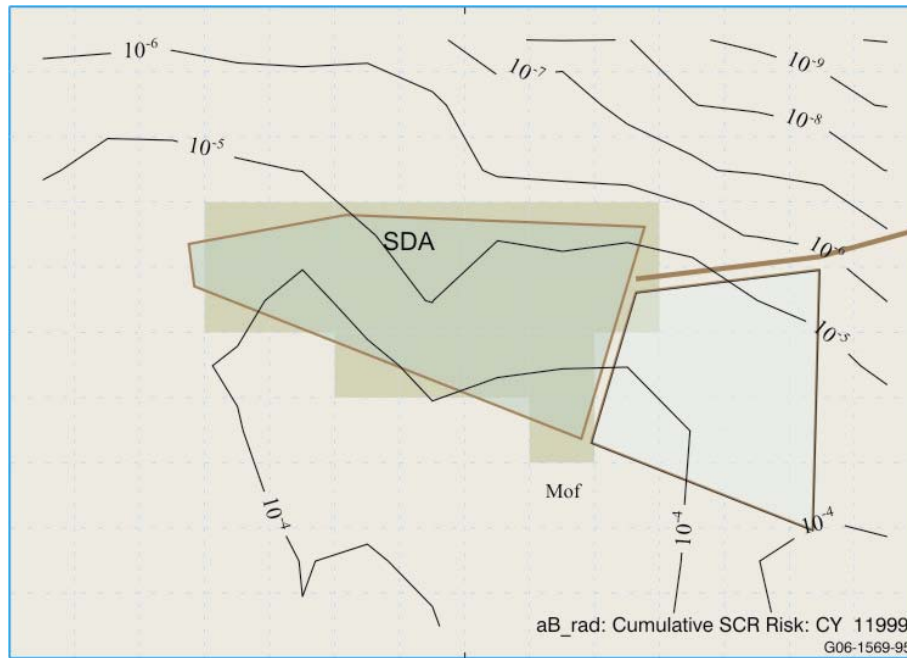 10⁻⁶
10⁻⁷
10⁻⁹
10⁻⁸
10⁻⁵
SDA
10⁻⁶
10⁻⁵
Mof
10⁻⁴
10⁻⁴
10⁻⁴
aB_rad: Cumulative SCR Risk: CY 11999
G06-1569-95